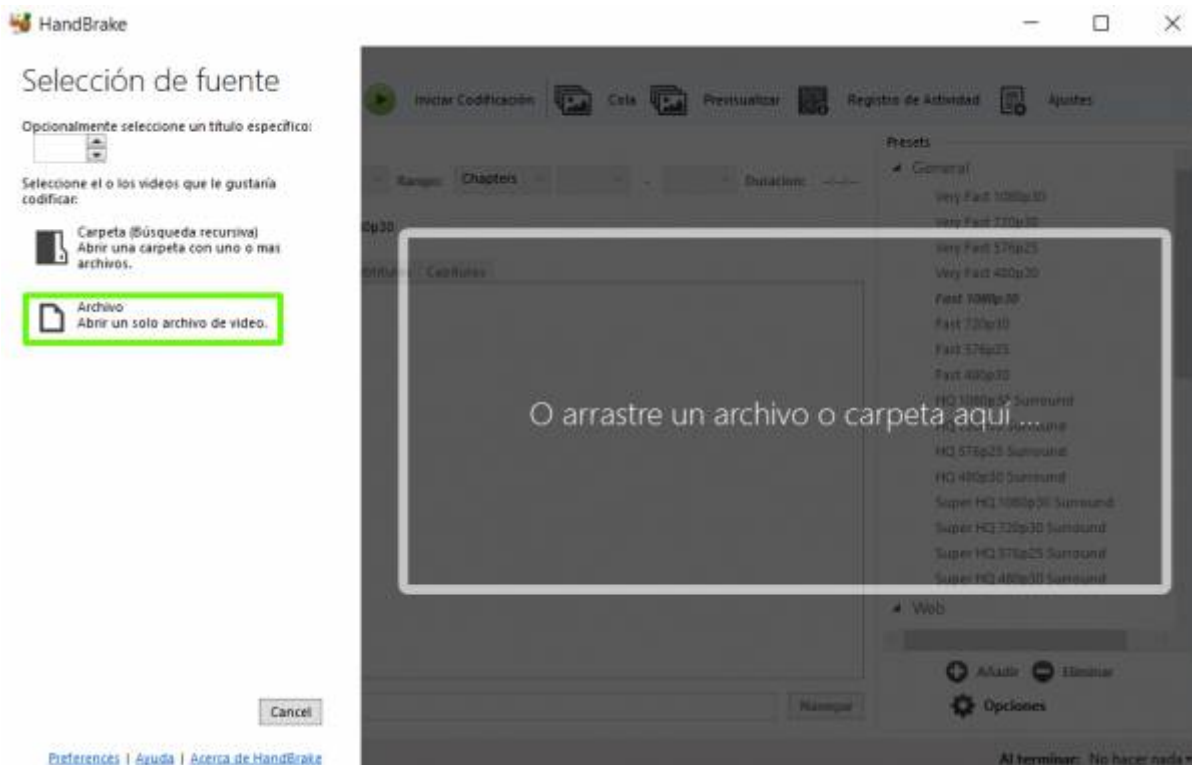 HandBrake
Selección de fuente
Opcionalmente seleccione un título específico:
Seleccione el o los videos que le gustaría
codificar:
Carpeta (Búsqueda recursiva)
Abrir una carpeta con uno o mas
archivos.
Archivo
Abrir un solo archivo de video.
Cancel
Preferences | Ayuda | Acerca de HandBrake
Iniciar Codificación
Cola
Previsualizar
Registro de Actividad
Ajustes
Rango:
Chapters
-
Duracion: --:--:--
Capítulos
O arrastre un archivo o carpeta aquí ...
Navegar
Presets
General
Very Fast 1080p30
Very Fast 720p30
Very Fast 576p25
Very Fast 480p30
Fast 1080p30
Fast 720p30
Fast 576p25
Fast 480p30
HQ 1080p30 Surround
HQ 576p25 Surround
HQ 480p30 Surround
Super HQ 1080p30 Surround
Super HQ 720p30 Surround
Super HQ 576p25 Surround
Super HQ 480p30 Surround
Web
Añadir
Eliminar
Opciones
Al terminar: No hacer nada